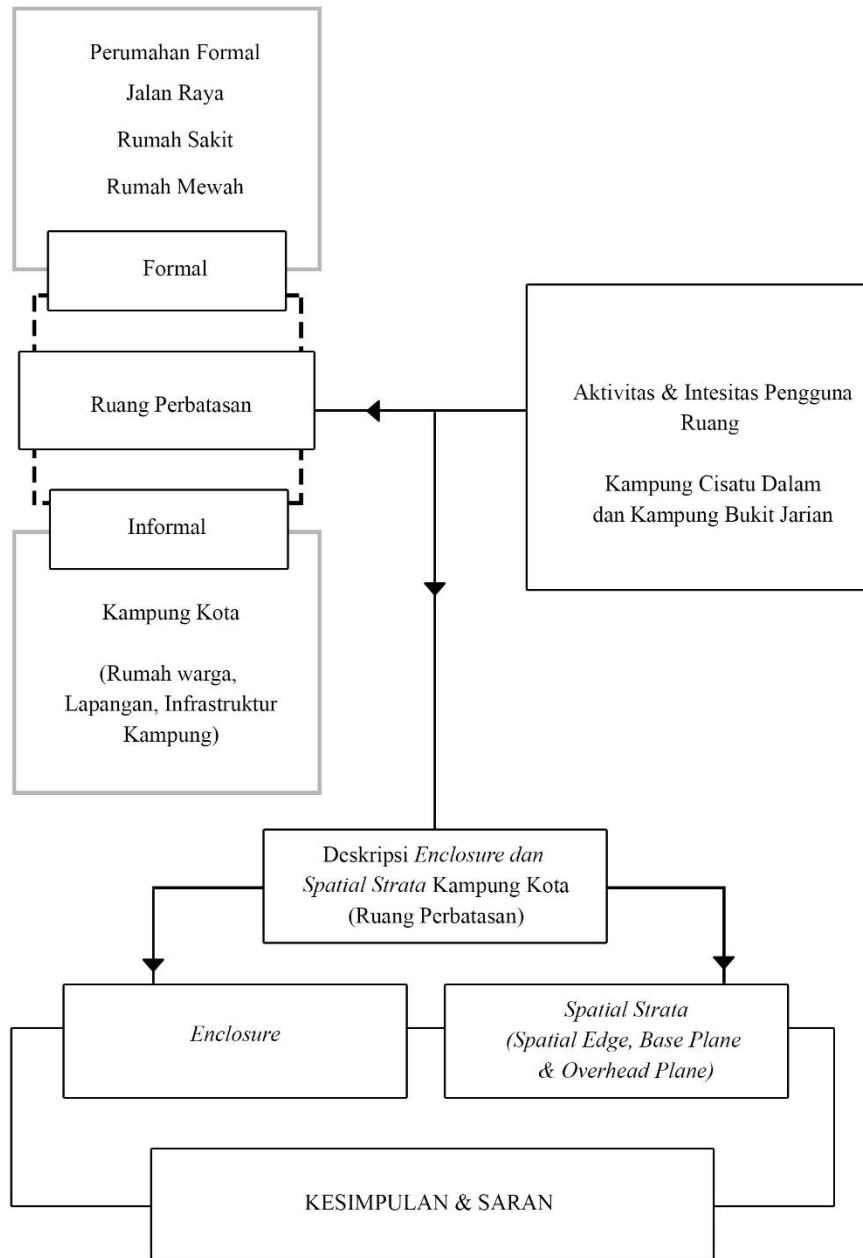 Perumahan Formal
Jalan Raya
Rumah Sakit
Rumah Mewah
Formal
Ruang Perbatasan
Informal
Kampung Kota
(Rumah warga,
Lapangan, Infrastruktur
Kampung)
Aktivitas & Intesitas Pengguna
Ruang
Kampung Cisatu Dalam
dan Kampung Bukit Jarian
Deskripsi Enclosure dan
Spatial Strata Kampung Kota
(Ruang Perbatasan)
Enclosure
Spatial Strata
(Spatial Edge, Base Plane
& Overhead Plane)
KESIMPULAN & SARAN